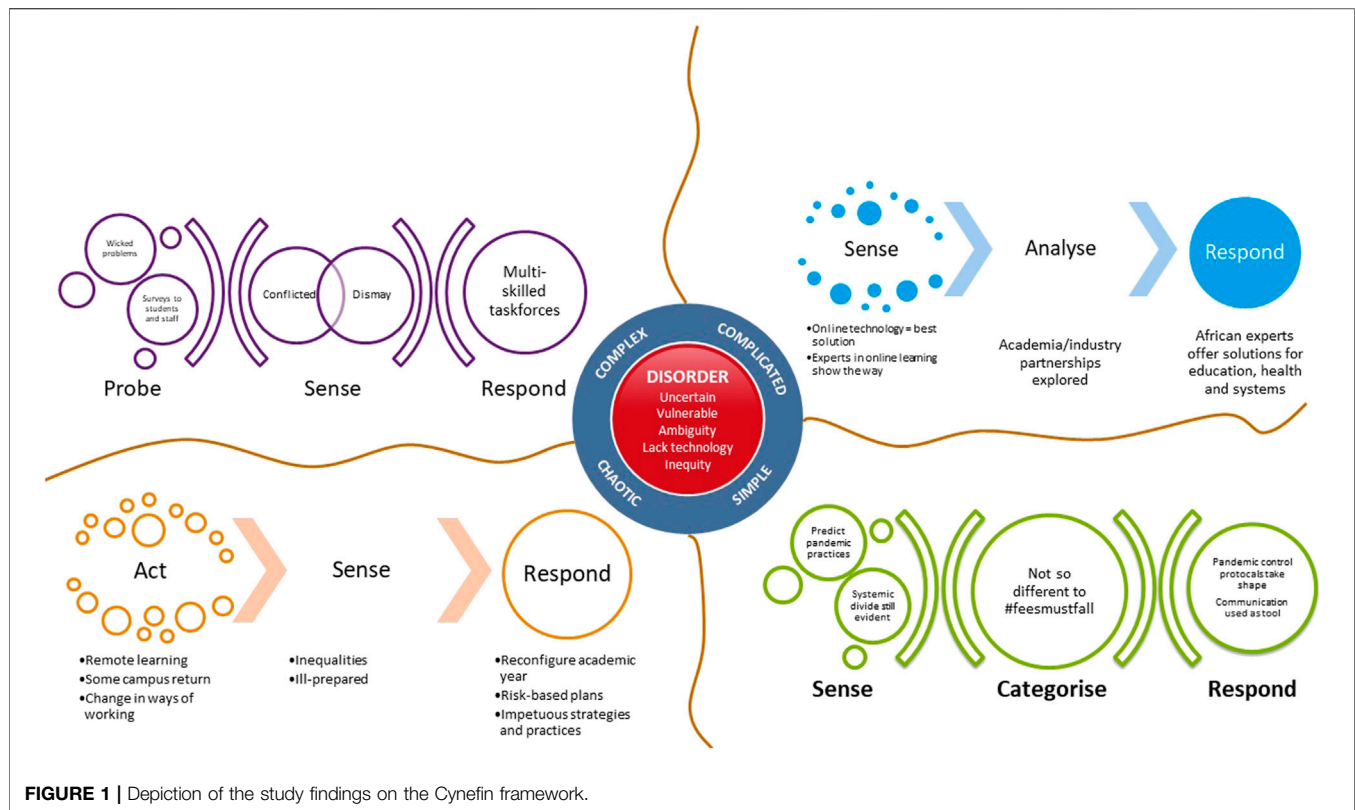 Wicked
problems
Surveys to
students
and staff
Probe
Conflicted
Dismay
Sense
Multi-
skilled
taskforces
Respond
Sense
•Online technology = best
solution
•Experts in online learning
show the way
Analyse
Academia/industry
partnerships
explored
Respond
African experts
offer solutions for
education, health
and systems
COMPLEX
COMPLICATED
CHAOTIC
SIMPLE
DISORDER
Uncertain
Vulnerable
Ambiguity
Lack technology
Inequity
Act
•Remote learning
•Some campus return
•Change in ways of
working
Sense
•Inequalities
•Ill-prepared
Respond
•Reconfigure academic
year
•Risk-based plans
•Impetuous strategies
and practices
Predict
pandemic
practices
Systemic
divide still
evident
Sense
Not so
different to
#feesmustfall
Categorise
Pandemic control
protocals take
shape
Communication
used as tool
Respond
FIGURE 1 | Depiction of the study findings on the Cynefin framework.